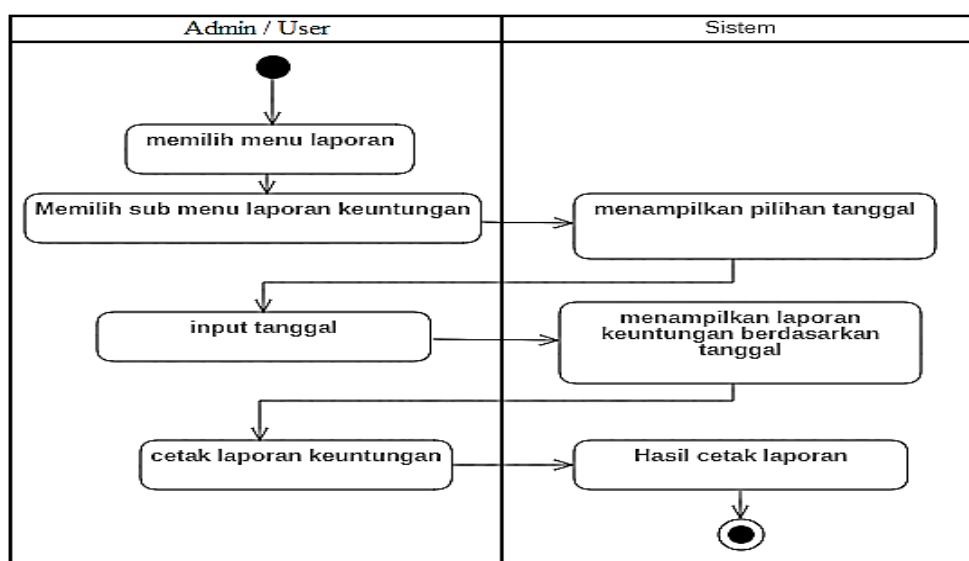 Admin / User
Sistem
memilih menu laporan
Memilih sub menu laporan keuntungan
menampilkan pilihan tanggal
input tanggal
menampilkan laporan
keuntungan berdasarkan
tanggal
cetak laporan keuntungan
Hasil cetak laporan